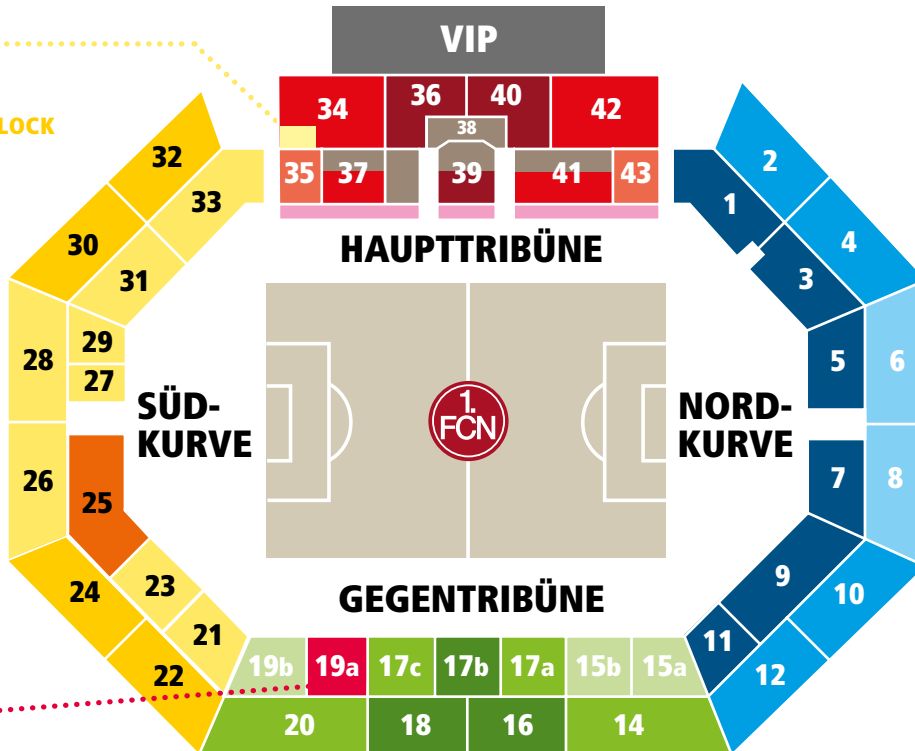 VIP
34
36
40
42
38
LOCK
32
33
35
37
39
41
43
2
1
30
31
HAUPTTRIBÜNE
4
3
28
29
27
5
6
SÜD-
KURVE
1.
FCN
NORD-
KURVE
26
25
7
8
24
23
GEGENTRIBÜNE
9
10
22
21
19b
19a
17c
17b
17a
15b
15a
11
12
20
18
16
14